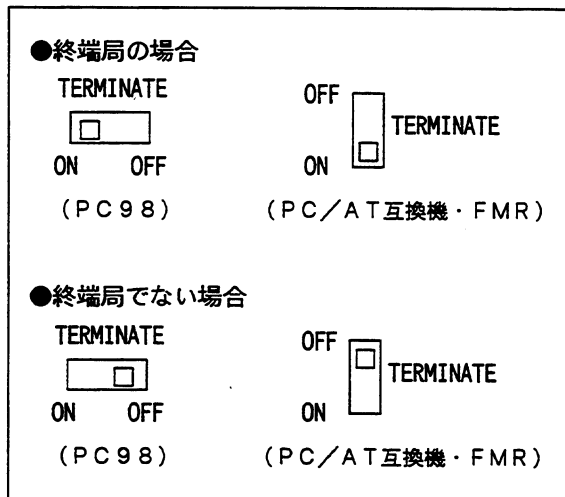 ●終端局の場合
TERMINATE
ON OFF
(PC98)
OFF
TERMINATE
ON
(PC/AT互換機・FMR)
●終端局でない場合
TERMINATE
ON OFF
(PC98)
OFF
TERMINATE
ON
(PC/AT互換機・FMR)